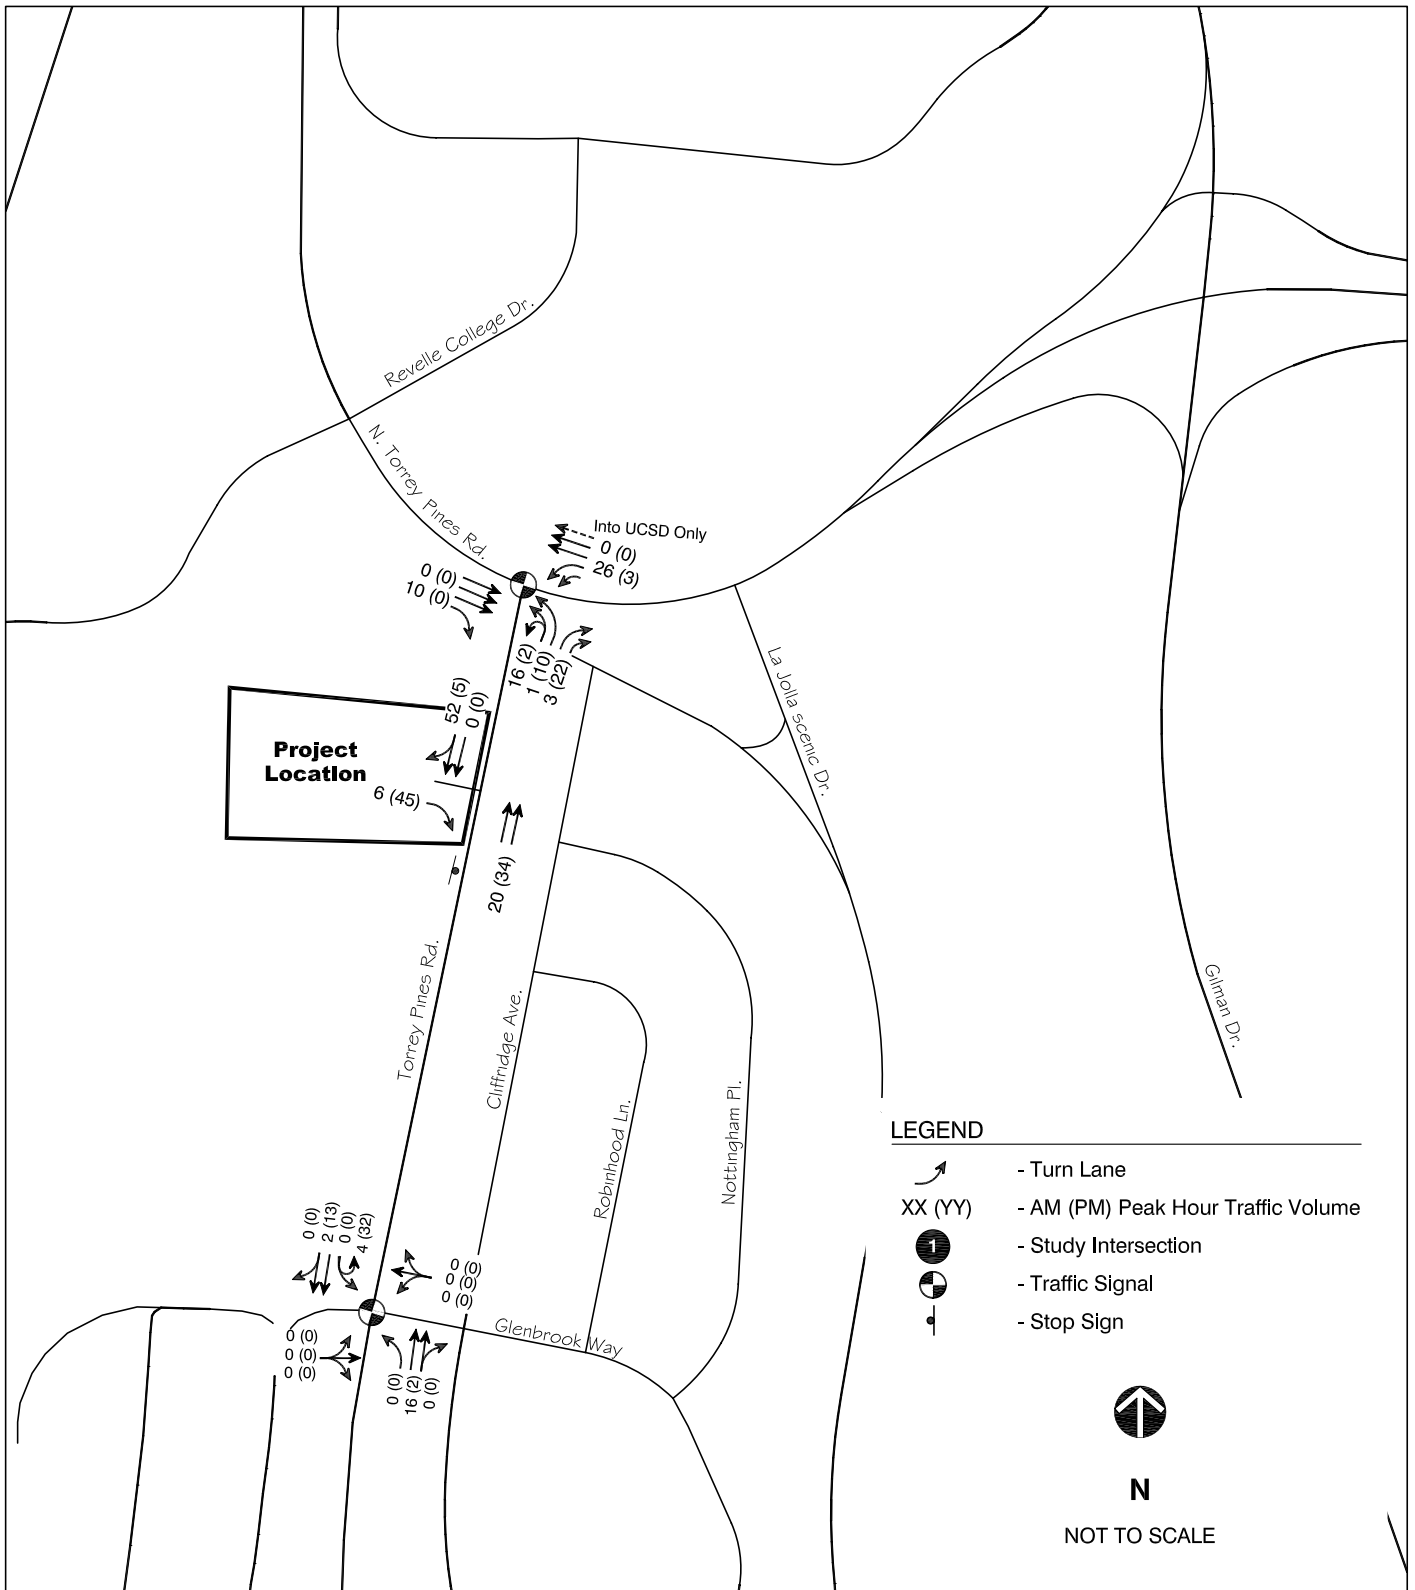 Revelle College Dr.
N. Torrey Pines Rd.
Into UCSD Only
0 (0)
26 (3)
0 (0)
10 (0)
16 (2)
1 (10)
3 (22)
La Jolla Scenic Dr.
52 (5)
0 (0)
Project
Location
6 (45)
20 (34)
Torrey Pines Rd.
Cliffridge Ave.
Gilman Dr.
Robinhood Ln.
Nottingham Pl.
LEGEND
- Turn Lane
XX (YY) - AM (PM) Peak Hour Traffic Volume
1 - Study Intersection
- Traffic Signal
- Stop Sign
0 (0)
2 (13)
0 (0)
4 (32)
0 (0)
0 (0)
0 (0)
Glenbrook Way
0 (0)
0 (0)
0 (0)
0 (0)
16 (2)
0 (0)
N
NOT TO SCALE